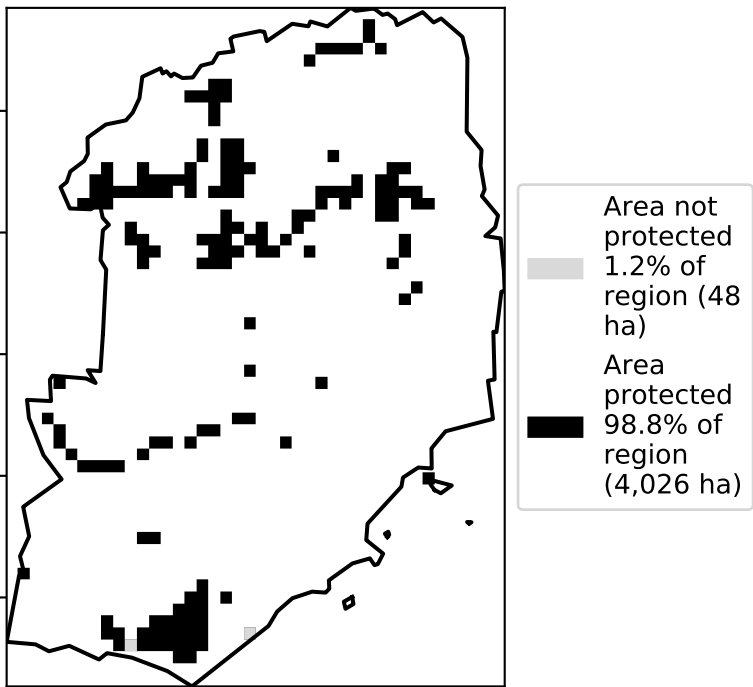 Area not
protected
1.2% of
region (48
ha)
Area
protected
98.8% of
region
(4,026 ha)